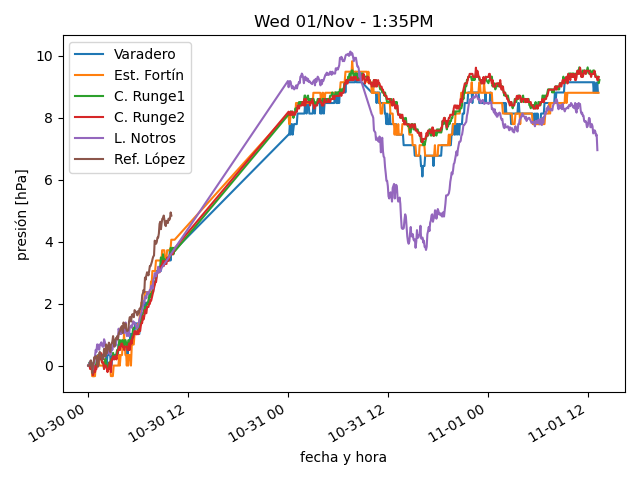 Wed 01/Nov - 1:35PM
Varadero
Est. Fortín
C. Runge1
C. Runge2
L. Notros
Ref. López
presión [hPa]
10
8
6
4
2
0
10-30 00
10-30 12
10-31 00
10-31 12
11-01 00
11-01 12
fecha y hora